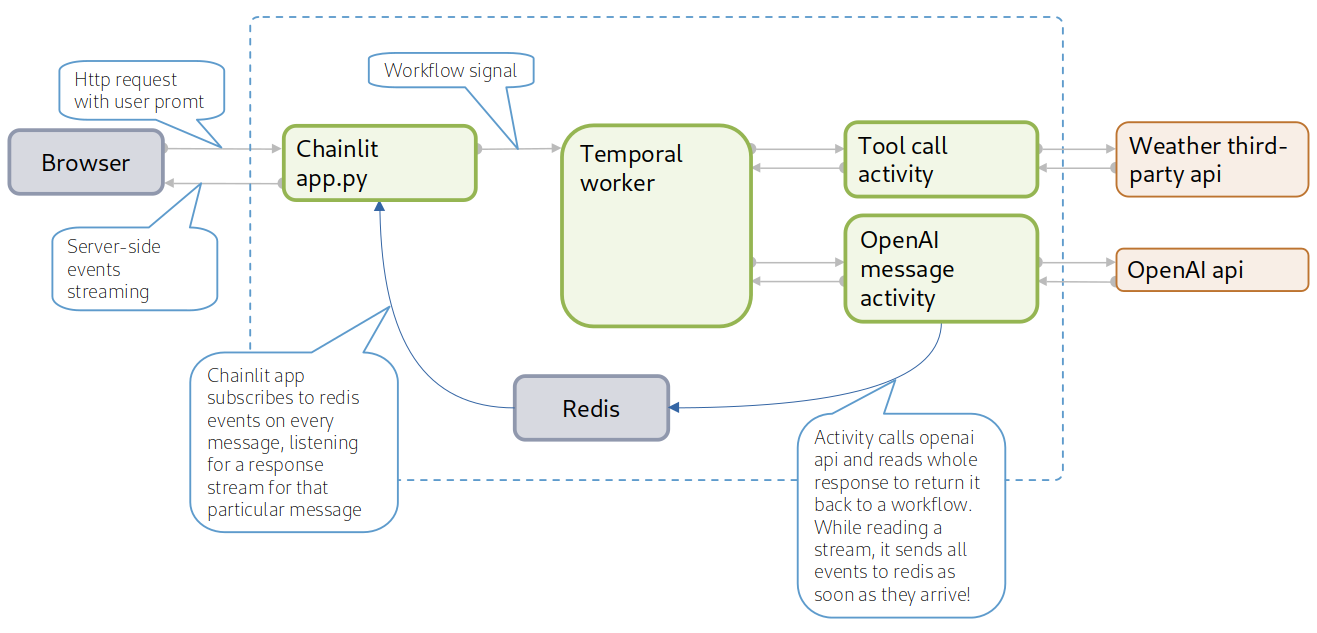 Http request
with user promt
Workflow signal
Browser
Chainlit
app.py
Temporal
worker
Tool call
activity
Weather third-
party api
Server-side
events
streaming
OpenAI
message
activity
OpenAI api
Chainlit app
subscribes to redis
events on every
message, listening
for a response
stream for that
particular message
Redis
Activity calls openai
api and reads whole
response to return it
back to a workflow.
While reading a
stream, it sends all
events to redis as
soon as they arrive!